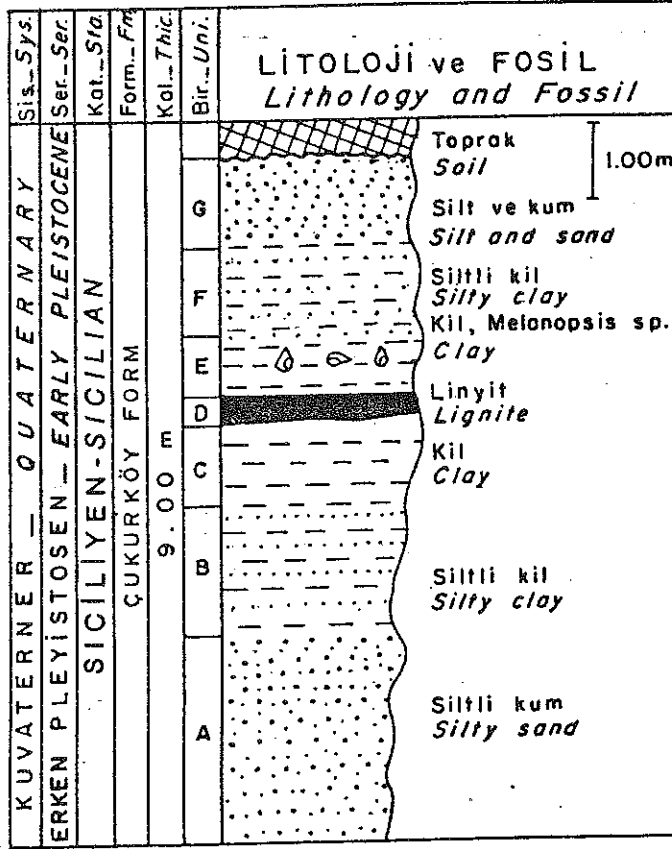 Sis._Sys.
Ser._Ser.
Kat._Sta.
Form._Fm.
Kal._Thic.
Bir._Uni.
LİTOLOJİ ve FOSİL
Lithology and Fossil
KUVATERNER — QUATERNARY
ERKEN PLEYİSTOSEN — EARLY PLEISTOCENE
SİCİLİYEN-SICILIAN
ÇUKURKÖY FORM
9.00 m
Toprak
Soil
1.00m
G
Silt ve kum
Silt and sand
F
Siltli kil
Silty clay
E
Kil, Melanopsis sp.
Clay
D
Linyit
Lignite
C
Kil
Clay
B
Siltli kil
Silty clay
A
Siltli kum
Silty sand